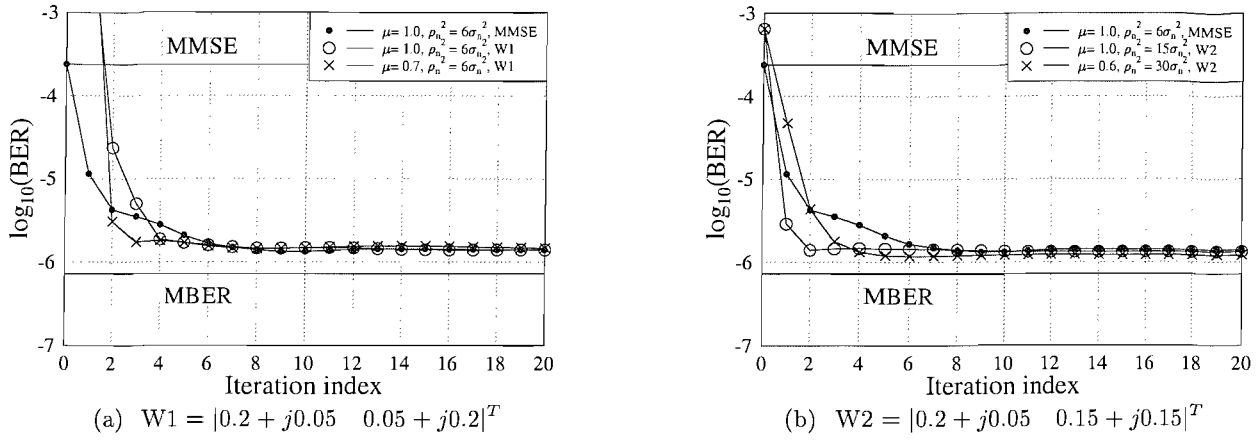 -3
-4
-5
-6
-7
log₁₀(BER)
MMSE
MBER
μ= 1.0, ρₙ² = 6σₙ², MMSE
μ= 1.0, ρₙ² = 6σₙ², W1
μ= 0.7, ρₙ² = 6σₙ², W1
0 2 4 6 8 10 12 14 16 18 20
Iteration index
(a) W1 = |0.2 + j0.05 0.05 + j0.2|ᵀ
-3
-4
-5
-6
-7
log₁₀(BER)
MMSE
MBER
μ= 1.0, ρₙ² = 6σₙ², MMSE
μ= 1.0, ρₙ² = 15σₙ², W2
μ= 0.6, ρₙ² = 30σₙ², W2
0 2 4 6 8 10 12 14 16 18 20
Iteration index
(b) W2 = |0.2 + j0.05 0.15 + j0.15|ᵀ